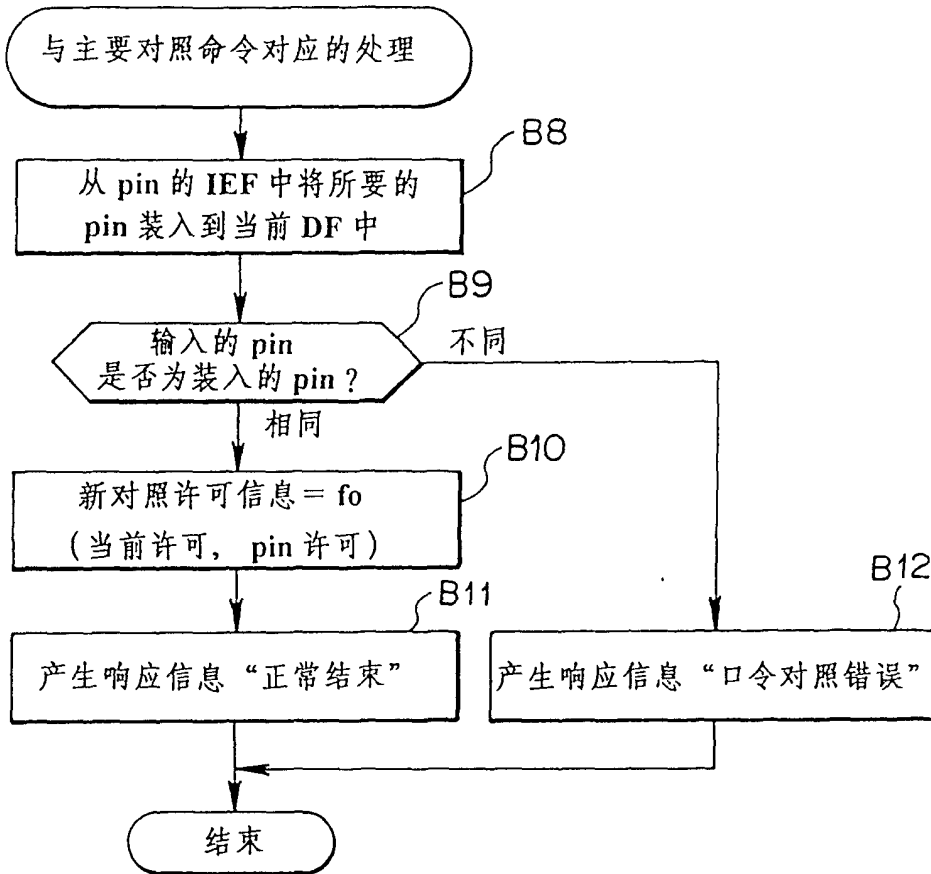 与主要对照命令对应的处理
B8
从 pin 的 IEF 中将所要的
pin 装入到当前 DF 中
B9
输入的 pin
是否为装入的 pin？
不同
相同
B10
新对照许可信息＝ fo
（当前许可， pin 许可）
B11
产生响应信息“正常结束”
B12
产生响应信息“口令对照错误”
结束